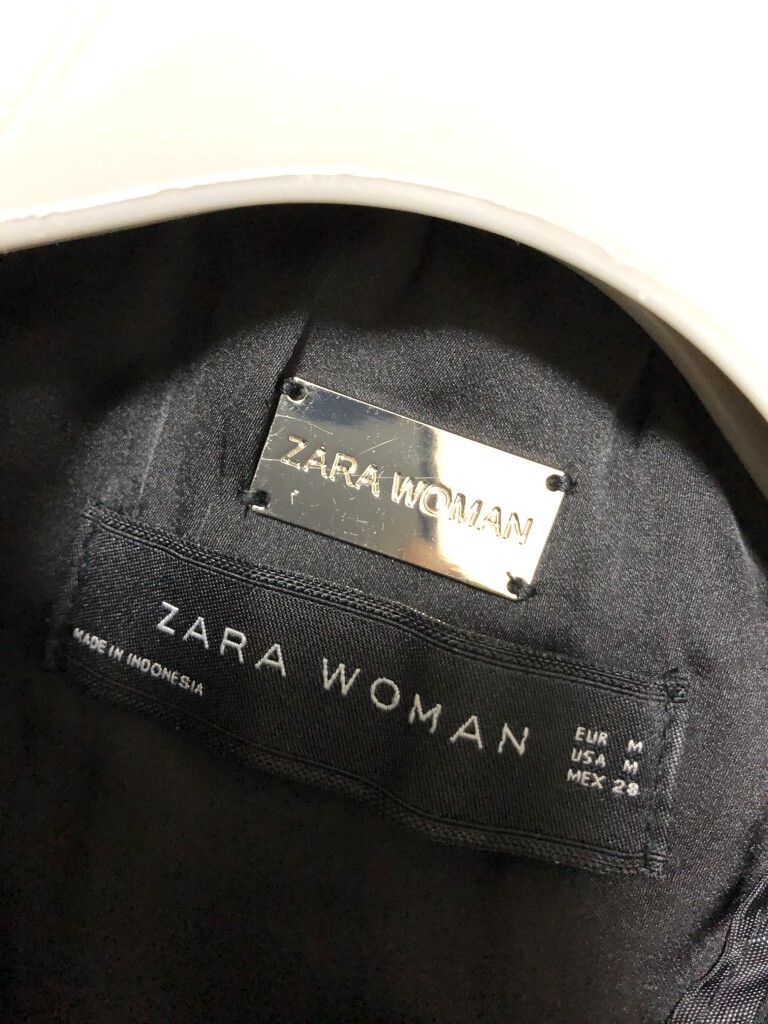 ZARA WOMAN
ZARA WOMAN
MADE IN INDONESIA
EUR M
USA M
MEX 28